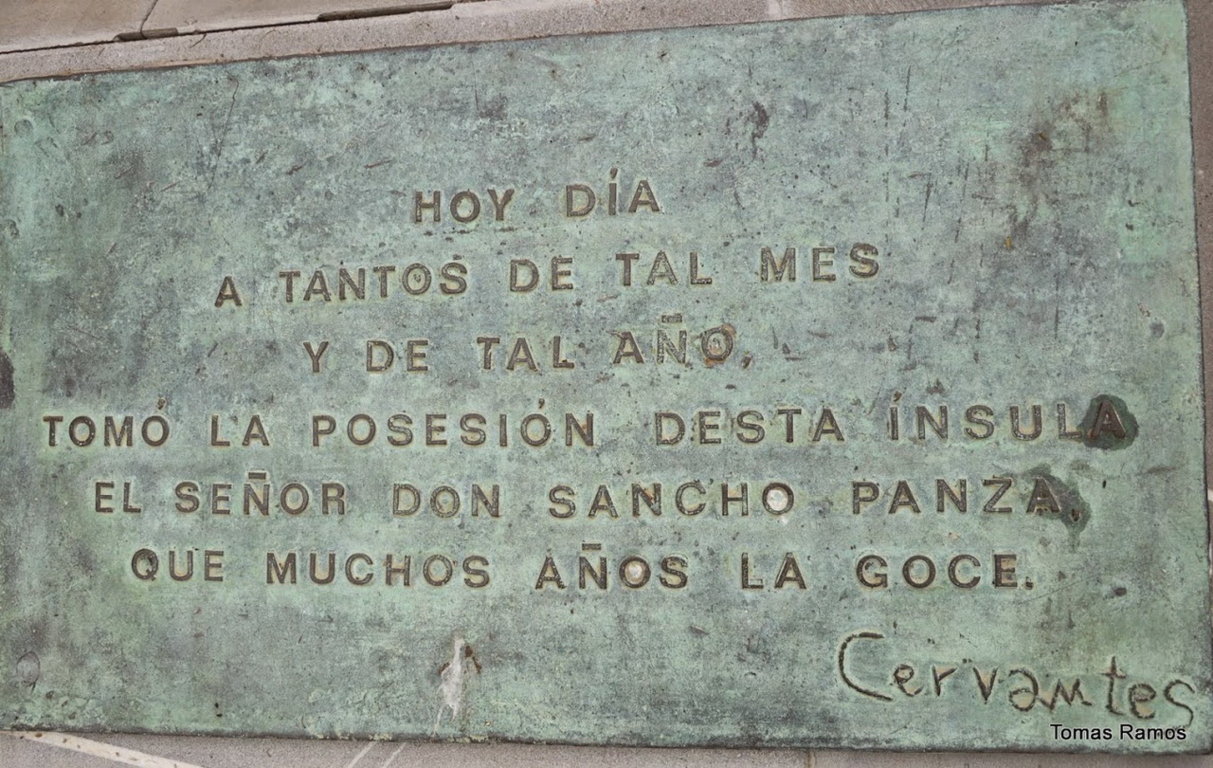 HOY DÍA
A TANTOS DE TAL MES
Y DE TAL AÑO,
TOMÓ LA POSESIÓN DESTA ÍNSULA
EL SEÑOR DON SANCHO PANZA,
QUE MUCHOS AÑOS LA GOCE.
Cervantes
Tomas Ramos